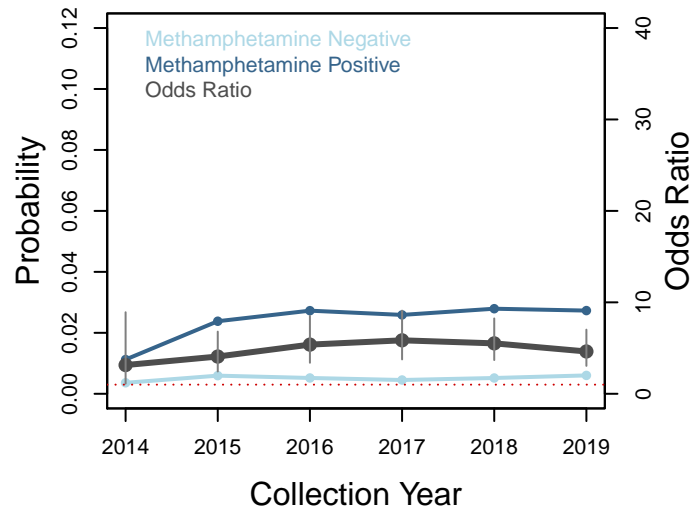 Methamphetamine Negative
Methamphetamine Positive
Odds Ratio
Probability
0.12
0.10
0.08
0.06
0.04
0.02
0.00
40
30
20
10
0
Odds Ratio
2014 2015 2016 2017 2018 2019
Collection Year